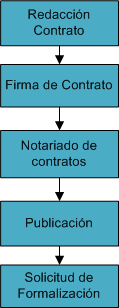 Redacción
Contrato
Firma de Contrato
Notariado de
contratos
Publicación
Solicitud de
Formalización